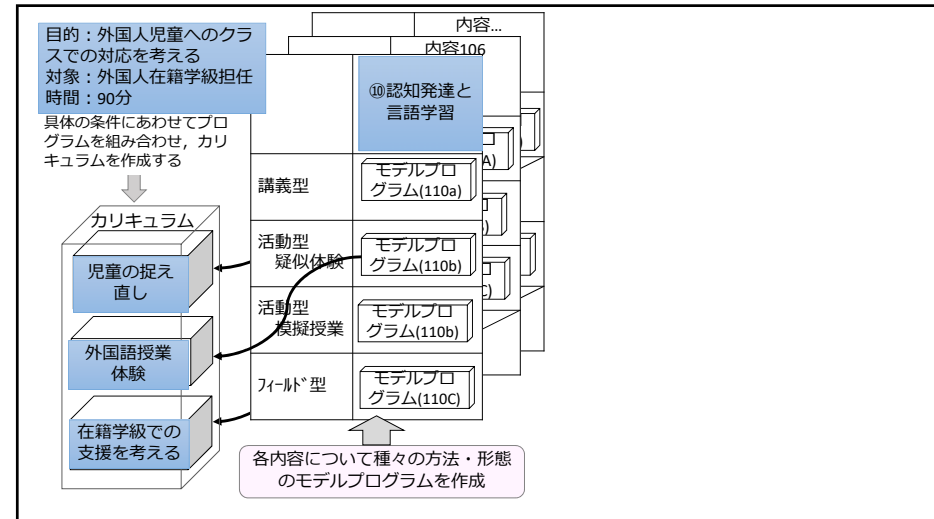 目的：外国人児童へのクラ
スでの対応を考える
対象：外国人在籍学級担任
時間：90分
具体の条件にあわせてプロ
グラムを組み合わせ，カリ
キュラムを作成する
カリキュラム
児童の捉え
直し
外国語授業
体験
在籍学級での
支援を考える
内容...
内容106
⑩認知発達と
言語学習
講義型
モデルプロ
グラム(110a)
活動型
疑似体験
モデルプロ
グラム(110b)
活動型
模擬授業
モデルプロ
グラム(110b)
ﾌｨｰﾙﾄﾞ型
モデルプロ
グラム(110C)
A)
)
C)
各内容について種々の方法・形態
のモデルプログラムを作成